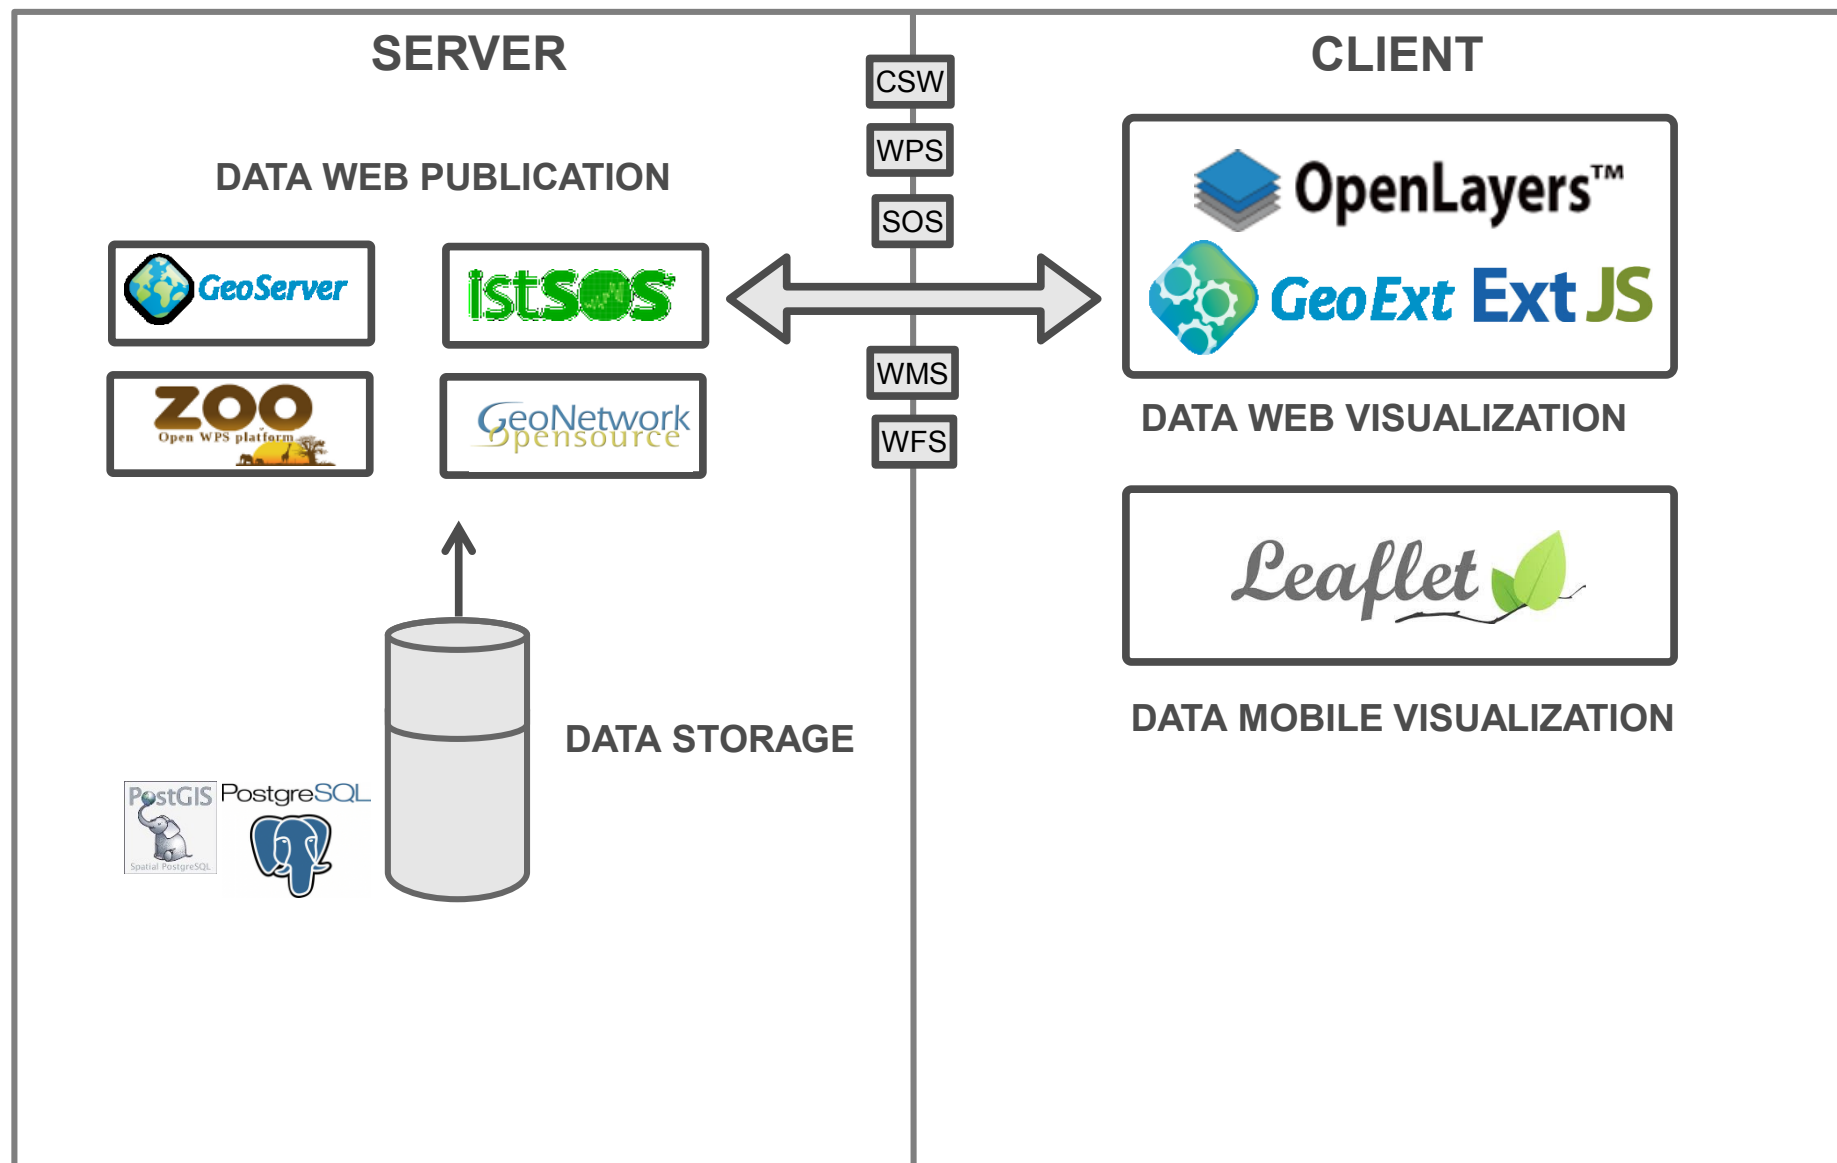 SERVER
DATA WEB PUBLICATION
GeoServer
istSOS
ZOO
Open WPS platform
GeoNetwork
Opensource
DATA STORAGE
PostGIS
Spatial PostgreSQL
PostgreSQL
CSW
WPS
SOS
WMS
WFS
CLIENT
OpenLayers™
GeoExt
Ext JS
DATA WEB VISUALIZATION
Leaflet
DATA MOBILE VISUALIZATION